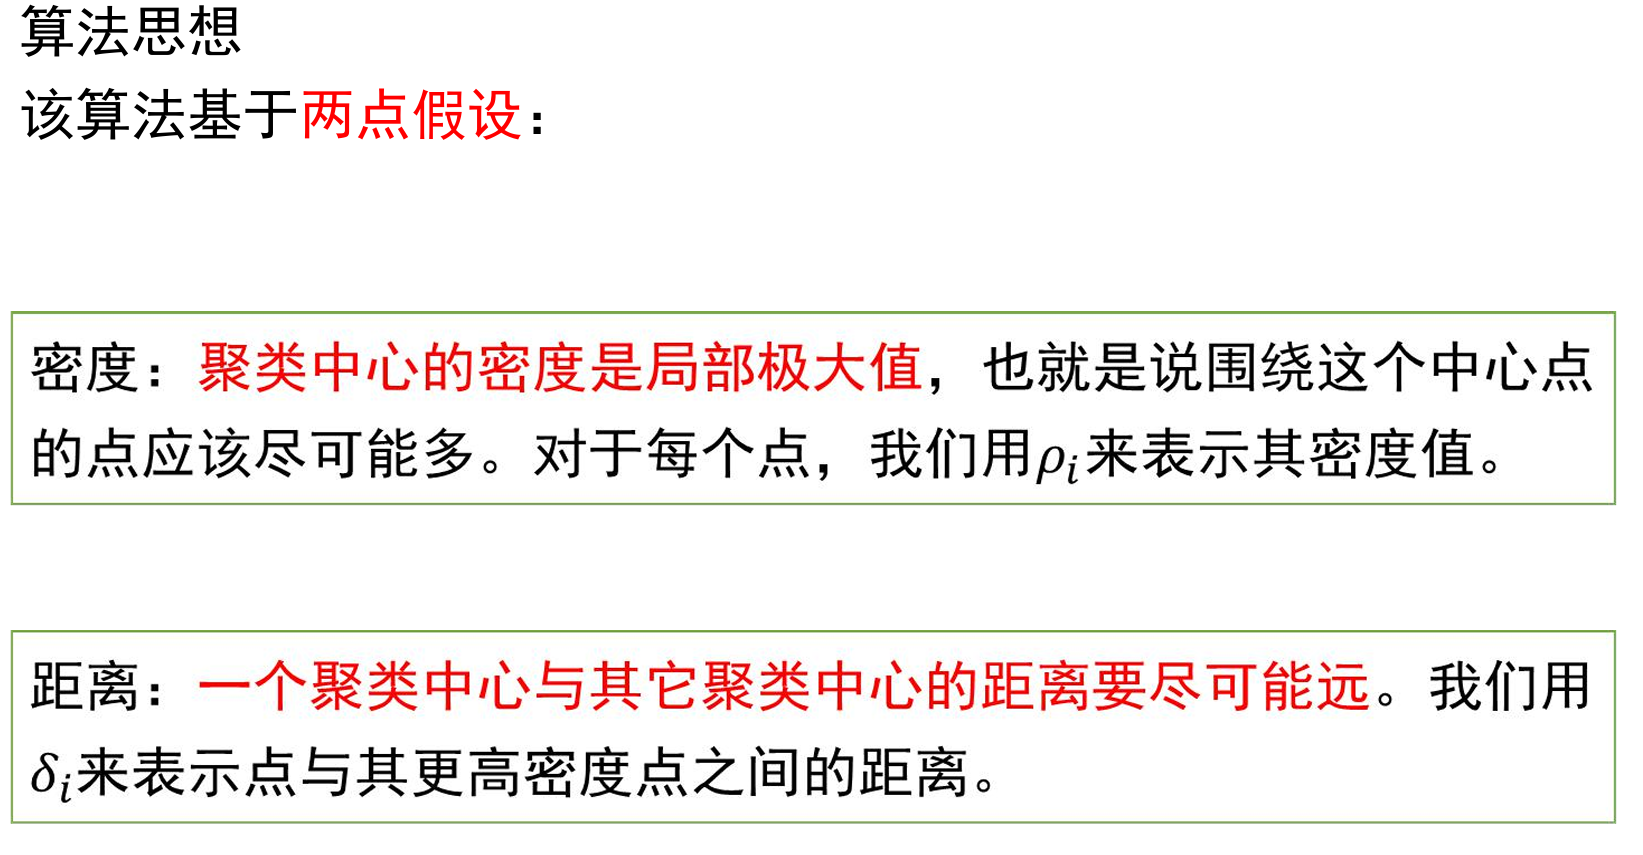 算法思想
该算法基于两点假设：
密度：聚类中心的密度是局部极大值，也就是说围绕这个中心点
的点应该尽可能多。对于每个点，我们用ρᵢ来表示其密度值。
距离：一个聚类中心与其它聚类中心的距离要尽可能远。我们用
δᵢ来表示点与其更高密度点之间的距离。